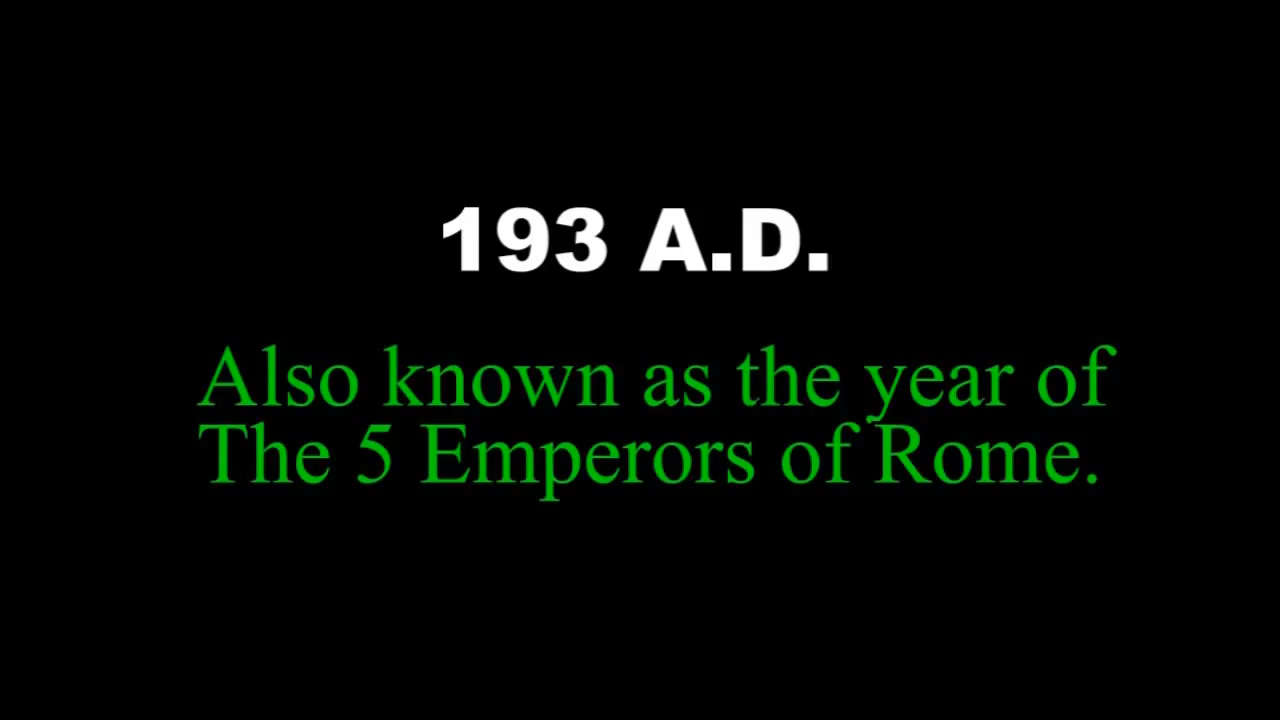 193 A.D.
Also known as the year of
The 5 Emperors of Rome.